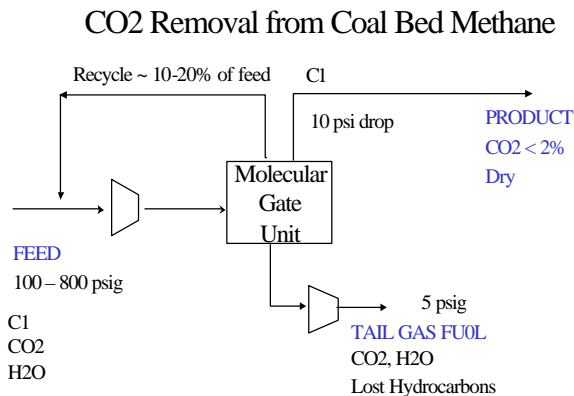 CO2 Removal from Coal Bed Methane
Recycle ~ 10-20% of feed
C1
10 psi drop
PRODUCT
CO2 < 2%
Dry
Molecular
Gate
Unit
FEED
100 – 800 psig
C1
CO2
H2O
5 psig
TAIL GAS FU0L
CO2, H2O
Lost Hydrocarbons